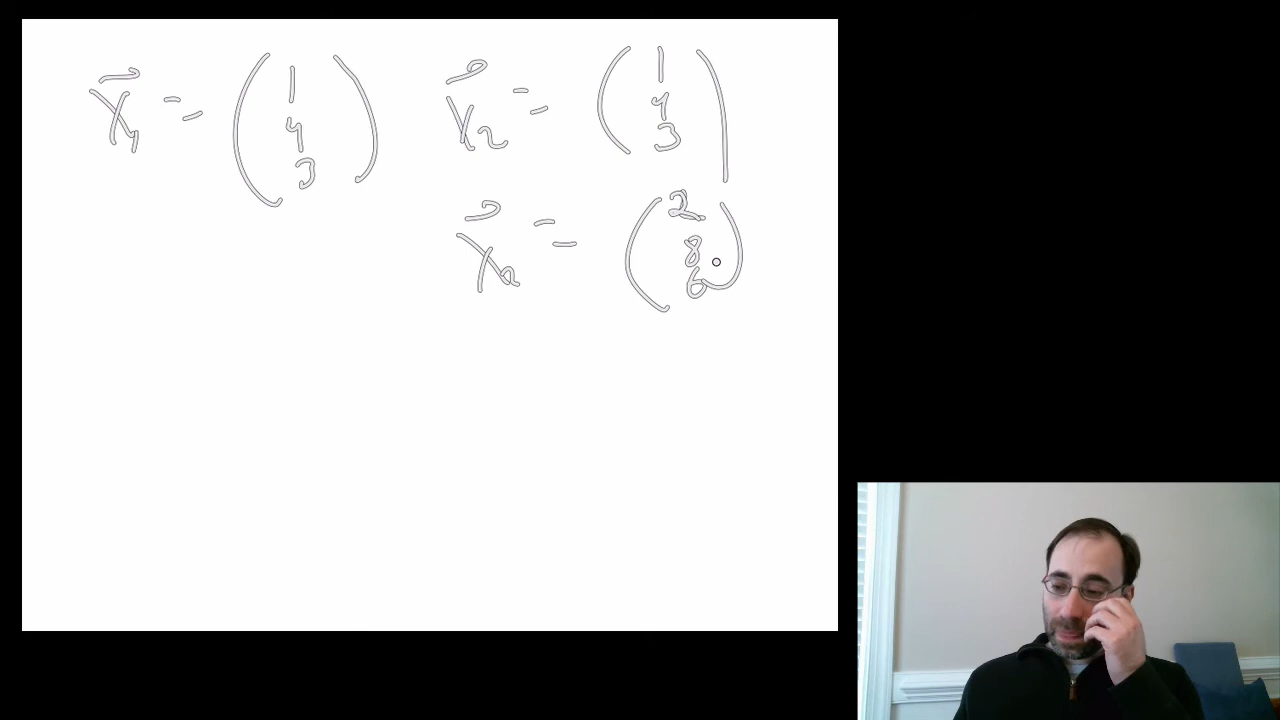 x⃗₁ = (1 4 3)
x⃗₂ = (1 4 3)
x⃗₂ = (2 8 6)